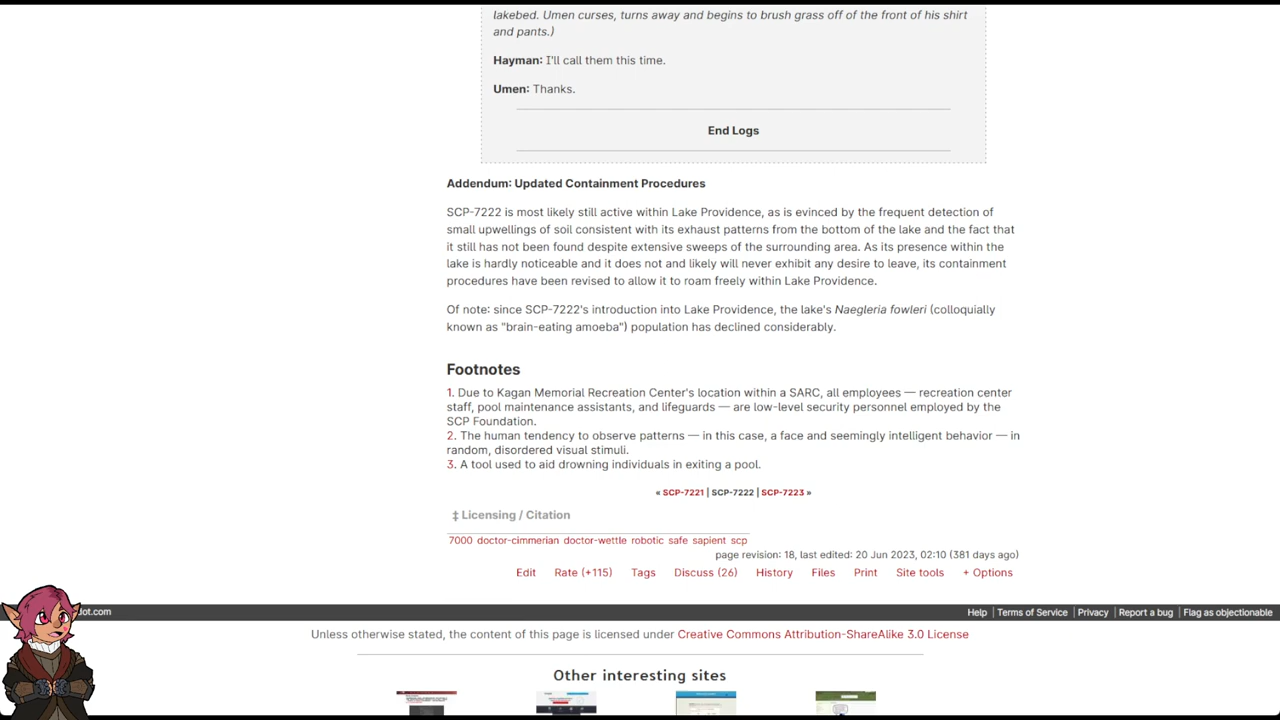 lakebed. Umen curses, turns away and begins to brush grass off of the front of his shirt
and pants.)
Hayman: I'll call them this time.
Umen: Thanks.
End Logs
Addendum: Updated Containment Procedures
SCP-7222 is most likely still active within Lake Providence, as is evinced by the frequent detection of
small upwellings of soil consistent with its exhaust patterns from the bottom of the lake and the fact that
it still has not been found despite extensive sweeps of the surrounding area. As its presence within the
lake is hardly noticeable and it does not and likely will never exhibit any desire to leave, its containment
procedures have been revised to allow it to roam freely within Lake Providence.
Of note: since SCP-7222's introduction into Lake Providence, the lake's Naegleria fowleri (colloquially
known as "brain-eating amoeba") population has declined considerably.
Footnotes
1. Due to Kagan Memorial Recreation Center's location within a SARC, all employees — recreation center
staff, pool maintenance assistants, and lifeguards — are low-level security personnel employed by the
SCP Foundation.
2. The human tendency to observe patterns — in this case, a face and seemingly intelligent behavior — in
random, disordered visual stimuli.
3. A tool used to aid drowning individuals in exiting a pool.
« SCP-7221 | SCP-7222 | SCP-7223 »
‡ Licensing / Citation
7000 doctor-cimmerian doctor-wettle robotic safe sapient scp
page revision: 18, last edited: 20 Jun 2023, 02:10 (381 days ago)
Edit Rate (+115) Tags Discuss (26) History Files Print Site tools + Options
dot.com Help | Terms of Service | Privacy | Report a bug | Flag as objectionable
Unless otherwise stated, the content of this page is licensed under Creative Commons Attribution-ShareAlike 3.0 License
Other interesting sites